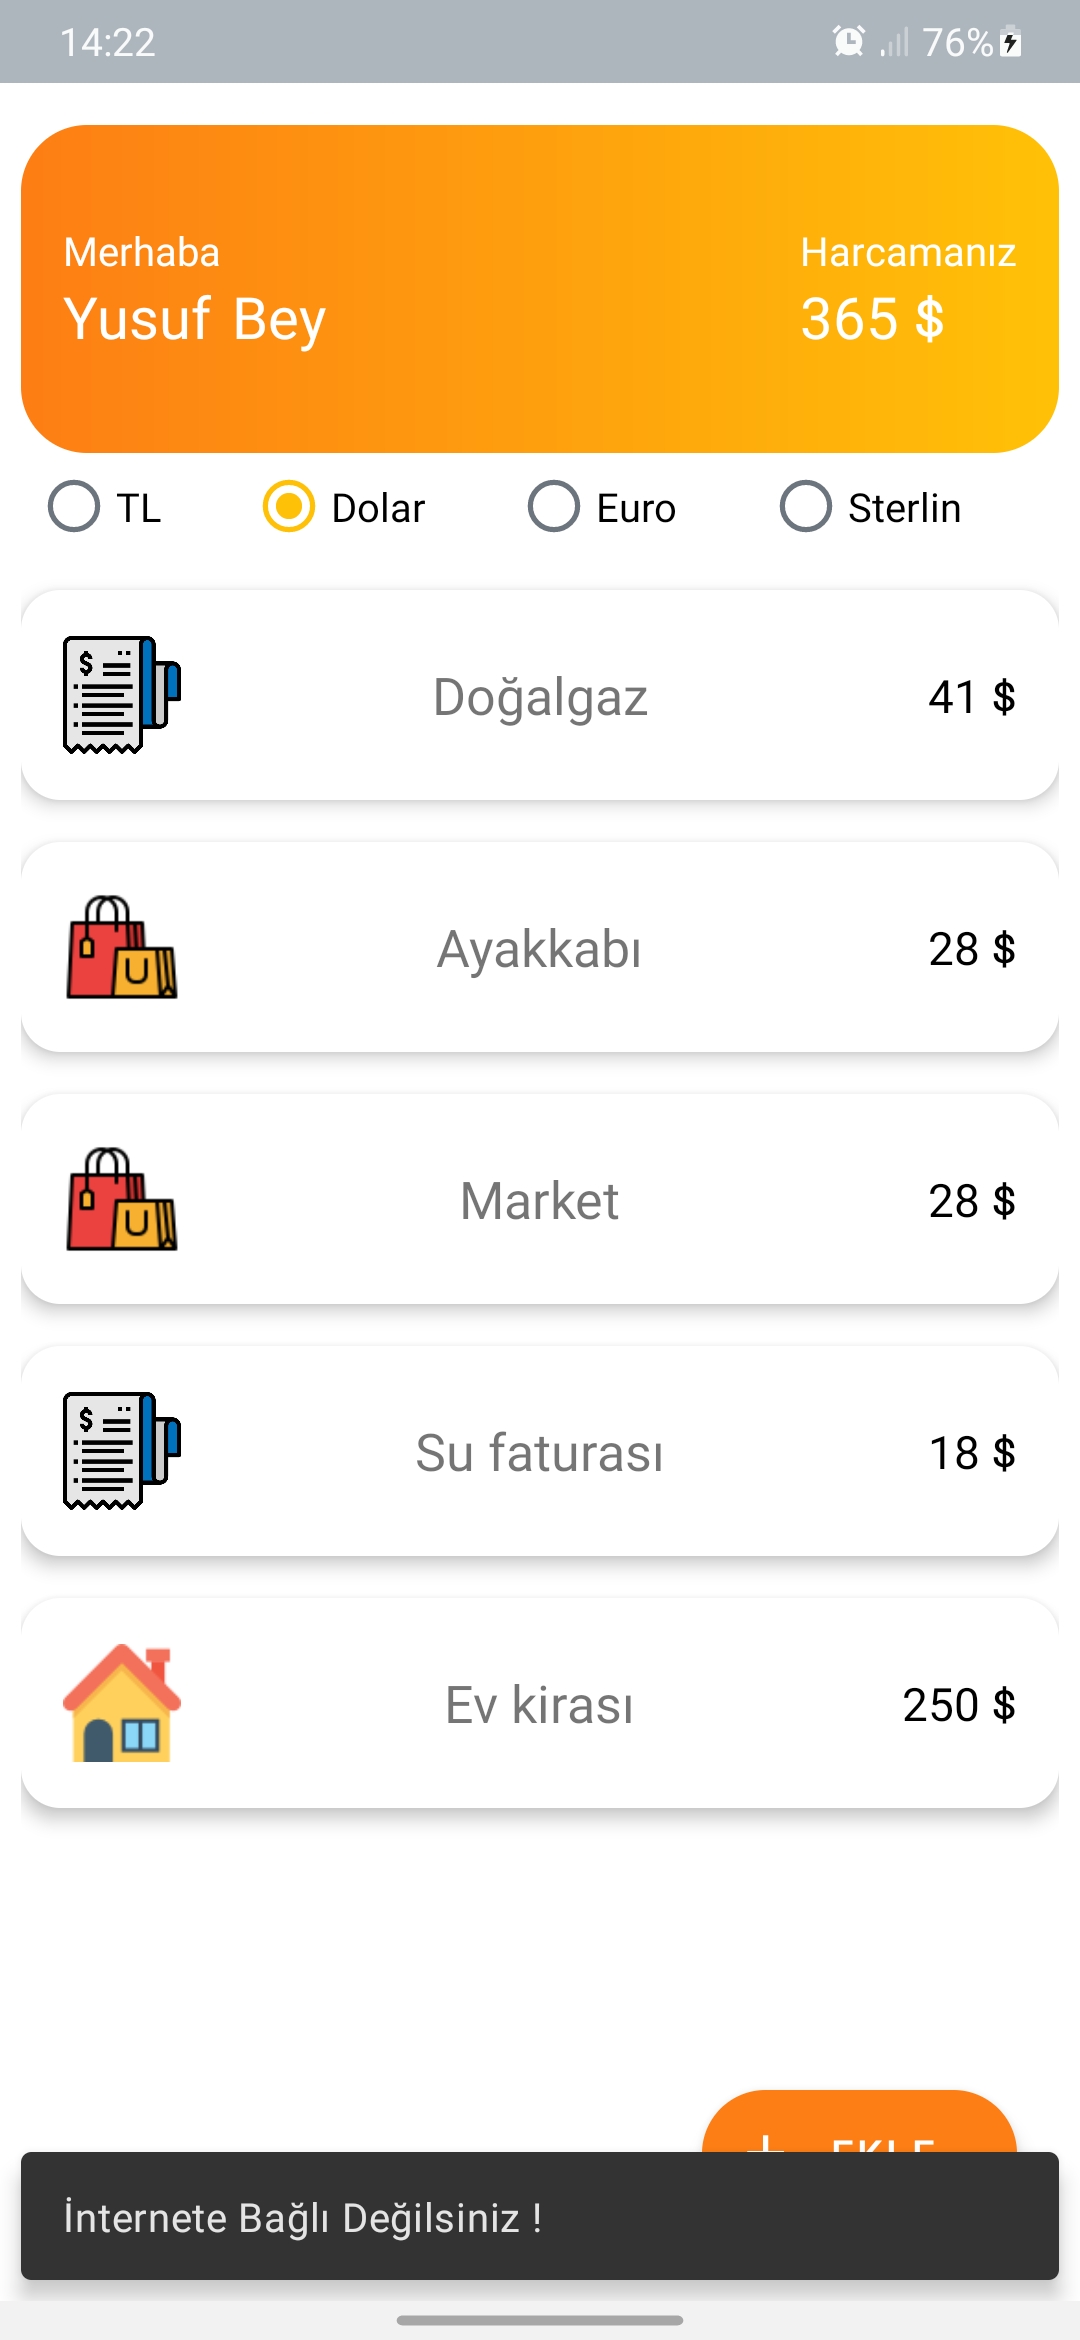 14:22 76%
Merhaba Harcamanız
Yusuf Bey 365 $
TL Dolar Euro Sterlin
Doğalgaz 41 $
Ayakkabı 28 $
Market 28 $
Su faturası 18 $
Ev kirası 250 $
İnternete Bağlı Değilsiniz !